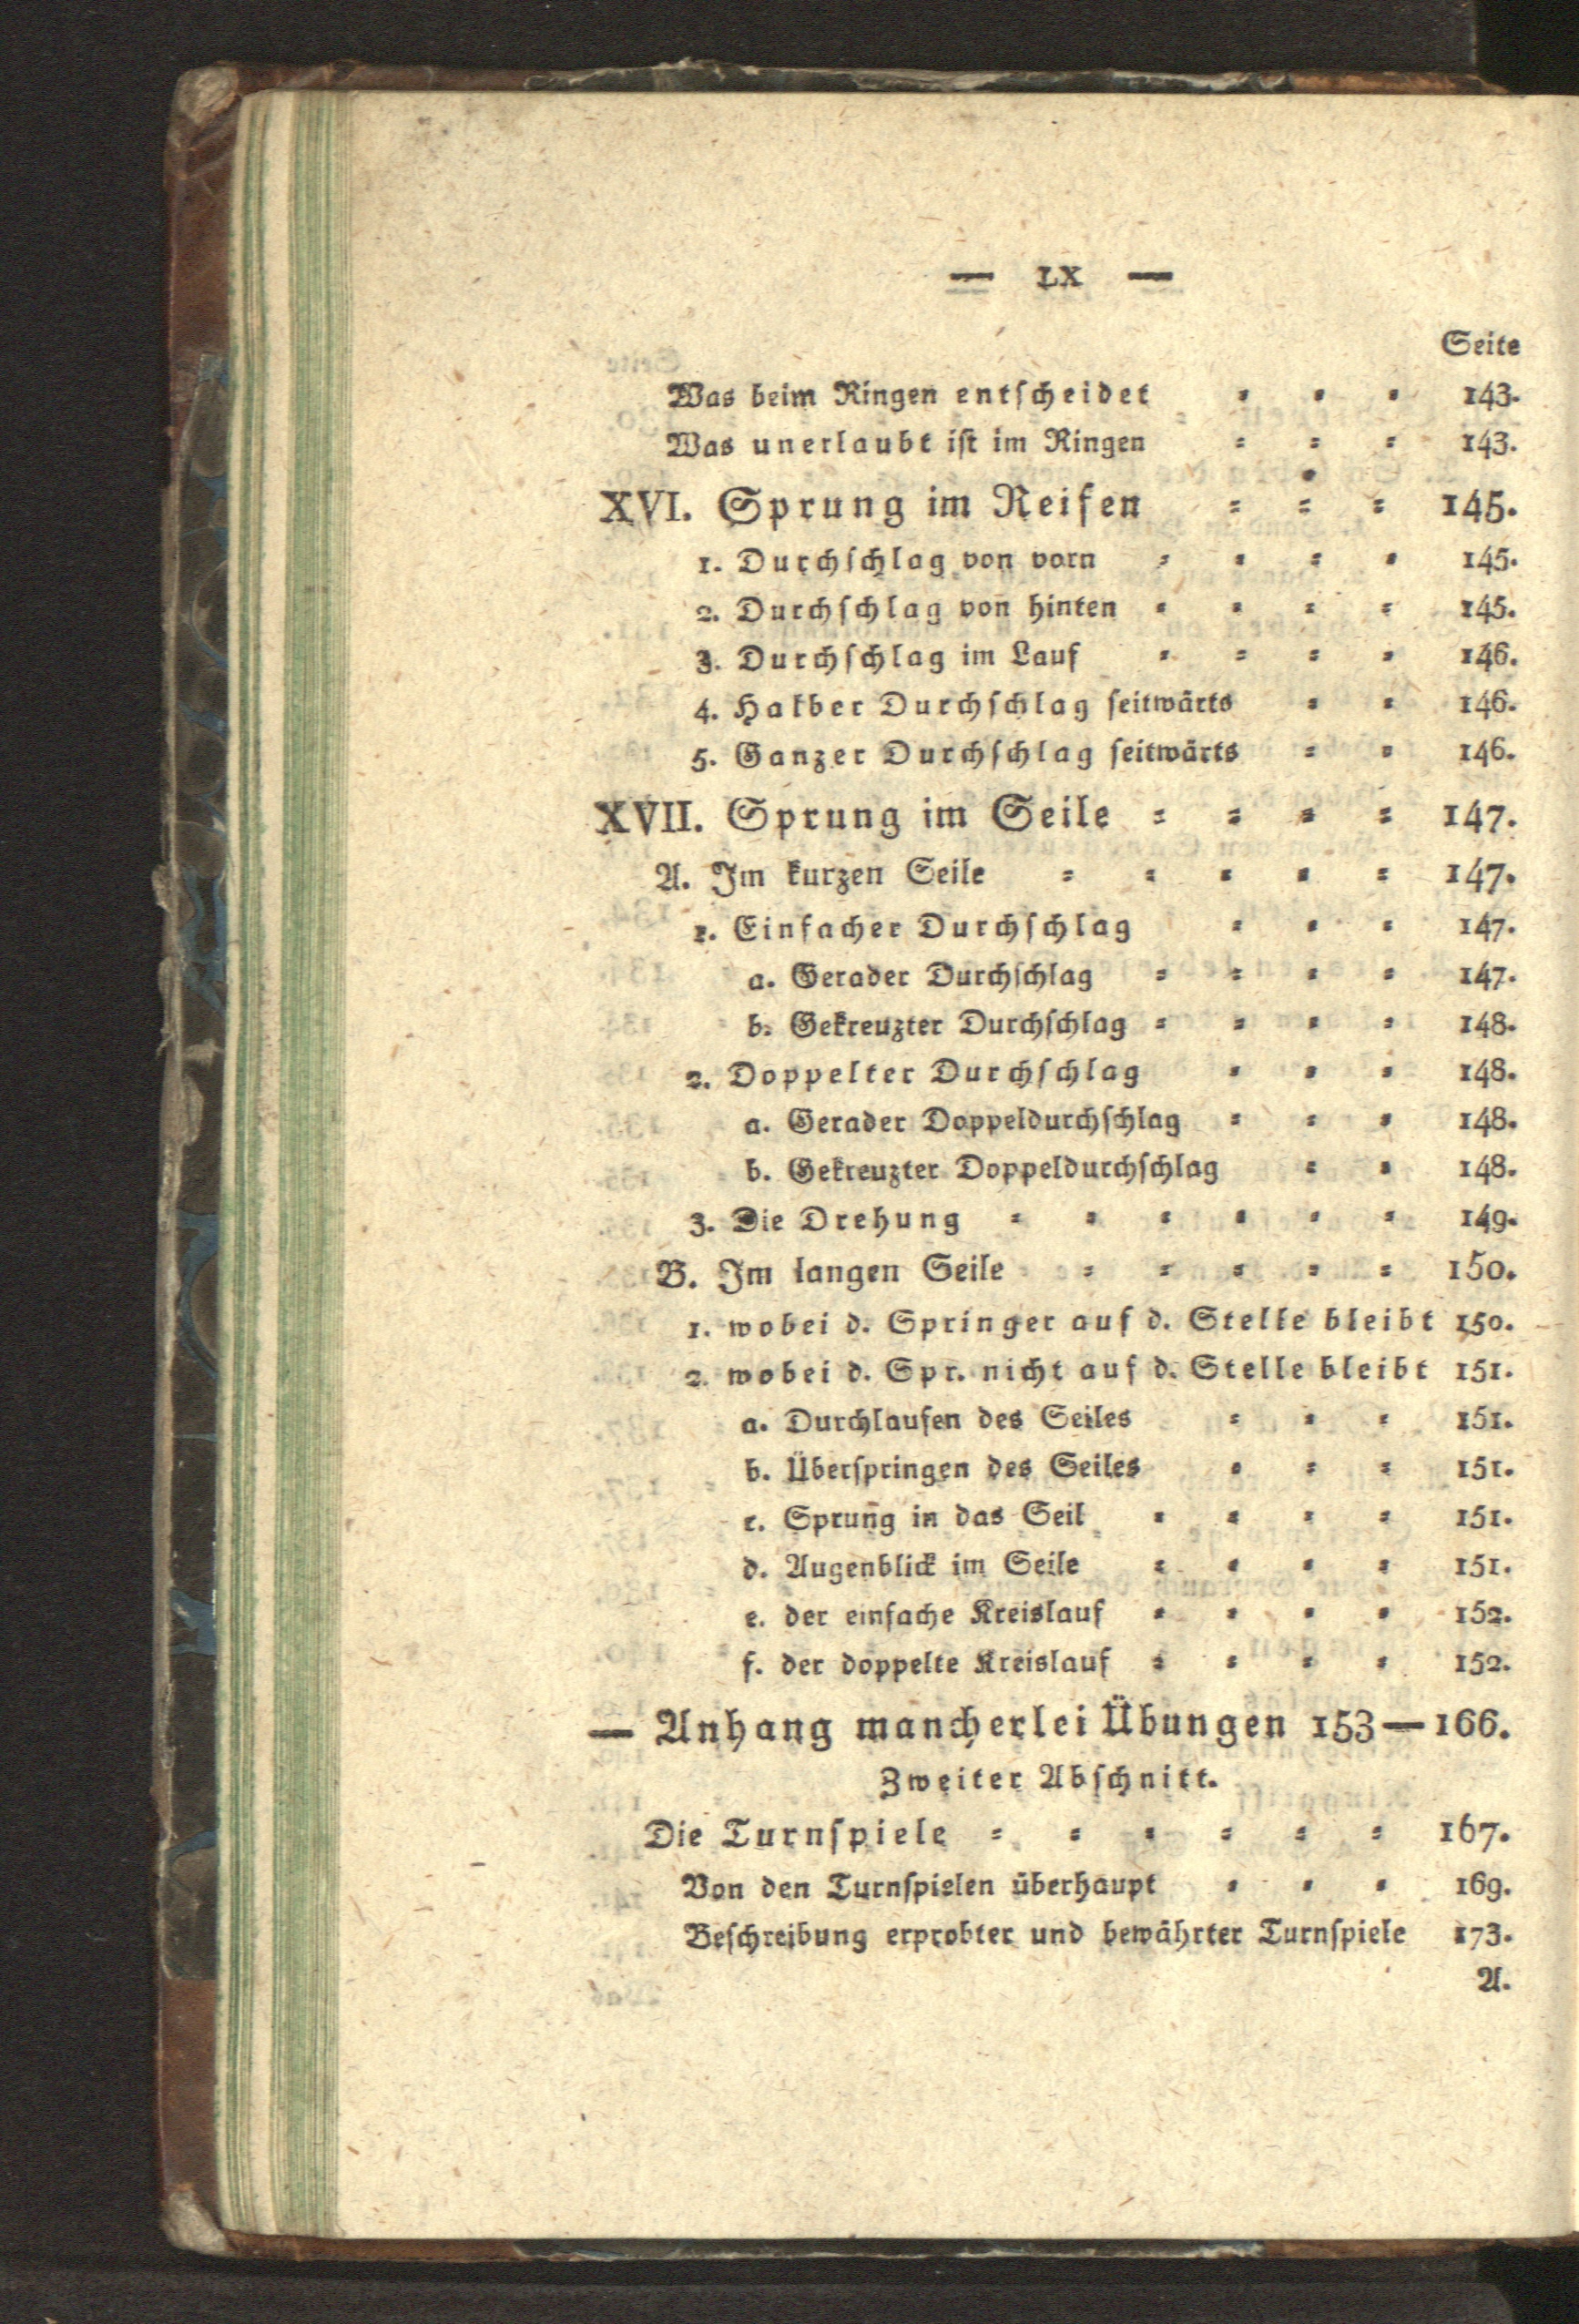 — LX —
Seite
Was beim Ringen entſcheidet = = = 143.
Was unerlaubt iſt im Ringen = = = 143.
XVI. Sprung im Reifen = = = 145.
1. Durchſchlag von vorn = = = = 145.
2. Durchſchlag von hinten = = = = 145.
3. Durchſchlag im Lauf = = = = 146.
4. Halber Durchſchlag ſeitwärts = = 146.
5. Ganzer Durchſchlag ſeitwärts = = 146.
XVII. Sprung im Seile = = = = 147.
A. Im kurzen Seile = = = = = 147.
1. Einfacher Durchſchlag = = = 147.
a. Gerader Durchſchlag = = = = 147.
b. Gekreuzter Durchſchlag = = = = 148.
2. Doppelter Durchſchlag = = = 148.
a. Gerader Doppeldurchſchlag = = = 148.
b. Gekreuzter Doppeldurchſchlag = = 148.
3. Die Drehung = = = = = = 149.
B. Im langen Seile = = = = = 150.
1. wobei d. Springer auf d. Stelle bleibt 150.
2. wobei d. Spr. nicht auf d. Stelle bleibt 151.
a. Durchlaufen des Seiles = = = 151.
b. Überſpringen des Seiles = = = 151.
c. Sprung in das Seil = = = = 151.
d. Augenblick im Seile = = = = 151.
e. der einfache Kreislauf = = = = 152.
f. der doppelte Kreislauf = = = = 152.
— Anhang mancherlei Übungen 153—166.
Zweiter Abſchnitt.
Die Turnſpiele = = = = = = 167.
Von den Turnſpielen überhaupt = = = 169.
Beſchreibung erprobter und bewährter Turnſpiele 173.
A.